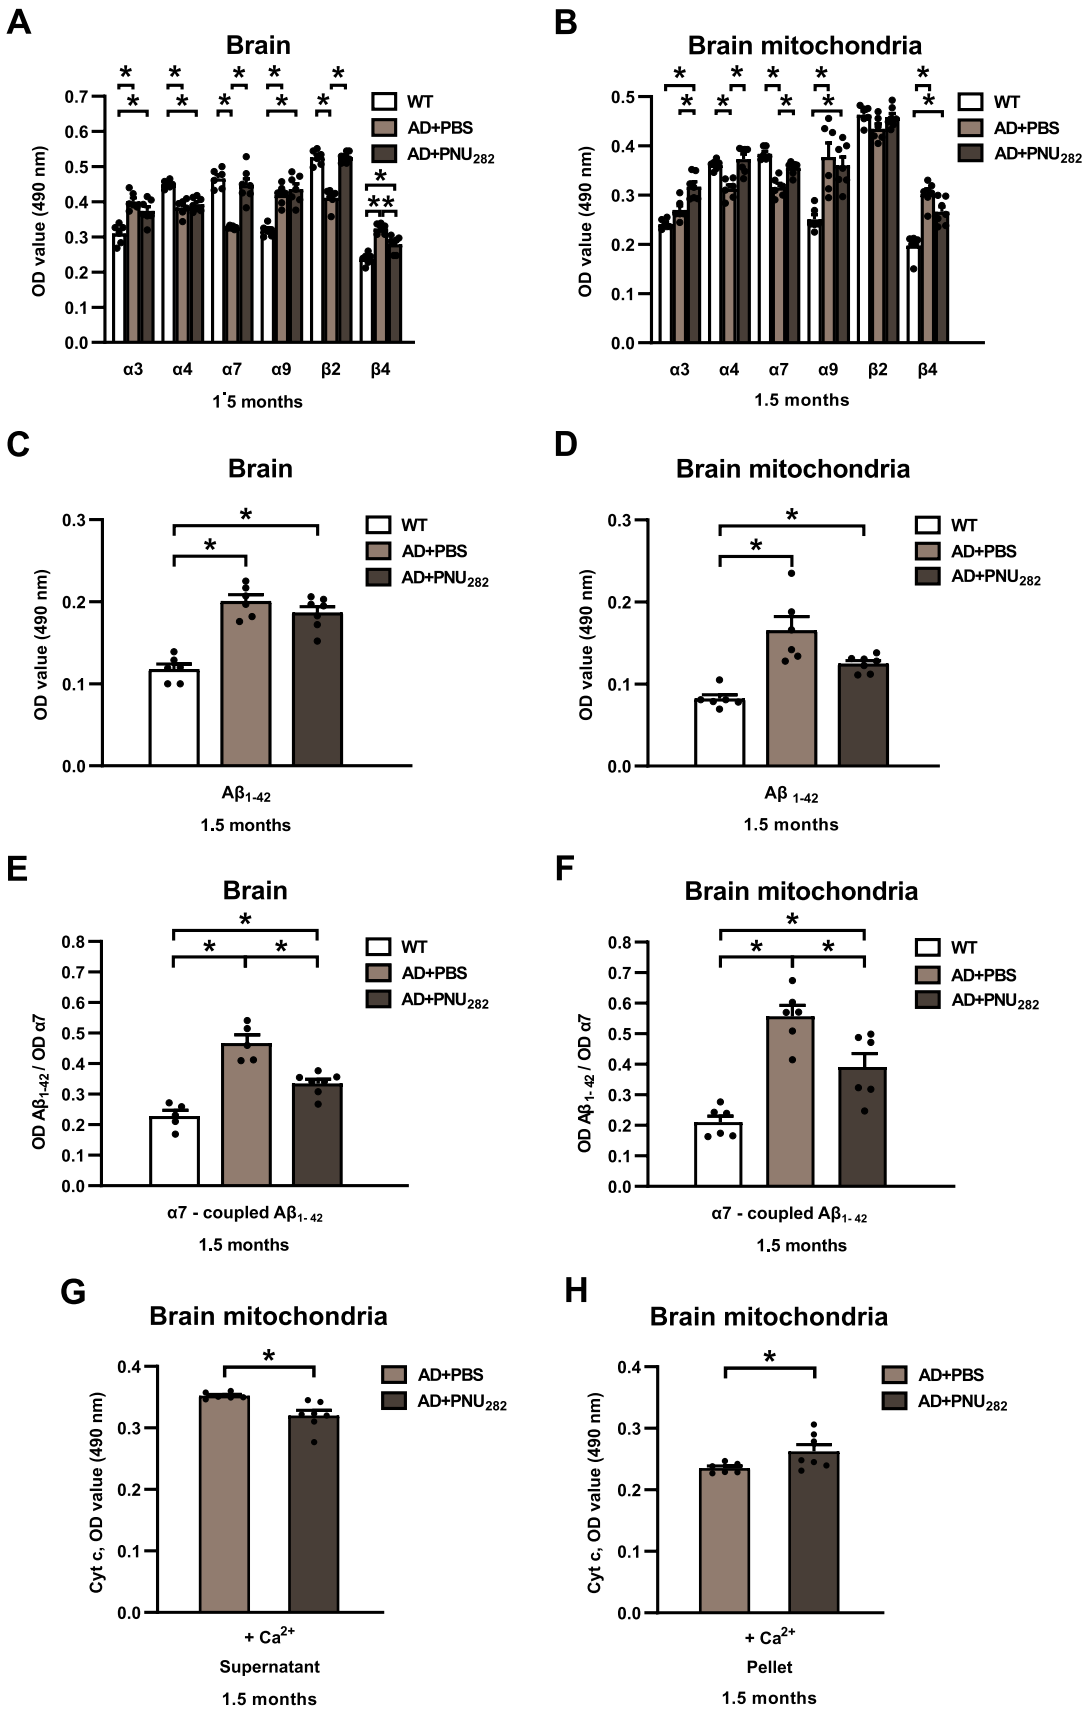 A
Brain
* * * * *
* * * * *
*
**
OD value (490 nm)
0.7
0.6
0.5
0.4
0.3
0.2
0.1
0.0
WT
AD+PBS
AD+PNU282
α3 α4 α7 α9 β2 β4
1.5 months
B
Brain mitochondria
* * * * *
* * * * *
OD value (490 nm)
0.5
0.4
0.3
0.2
0.1
0.0
WT
AD+PBS
AD+PNU282
α3 α4 α7 α9 β2 β4
1.5 months
C
Brain
*
*
OD value (490 nm)
0.3
0.2
0.1
0.0
WT
AD+PBS
AD+PNU282
Aβ1-42
1.5 months
D
Brain mitochondria
*
*
OD value (490 nm)
0.3
0.2
0.1
0.0
WT
AD+PBS
AD+PNU282
Aβ 1-42
1.5 months
E
Brain
*
* *
OD Aβ1-42 / OD α7
0.8
0.7
0.6
0.5
0.4
0.3
0.2
0.1
0.0
WT
AD+PBS
AD+PNU282
α7 - coupled Aβ1-42
1.5 months
F
Brain mitochondria
*
* *
OD Aβ1-42 / OD α7
0.8
0.7
0.6
0.5
0.4
0.3
0.2
0.1
0.0
WT
AD+PBS
AD+PNU282
α7 - coupled Aβ1-42
1.5 months
G
Brain mitochondria
*
Cyt c, OD value (490 nm)
0.4
0.3
0.2
0.1
0.0
AD+PBS
AD+PNU282
+ Ca2+
Supernatant
1.5 months
H
Brain mitochondria
*
Cyt c, OD value (490 nm)
0.4
0.3
0.2
0.1
0.0
AD+PBS
AD+PNU282
+ Ca2+
Pellet
1.5 months